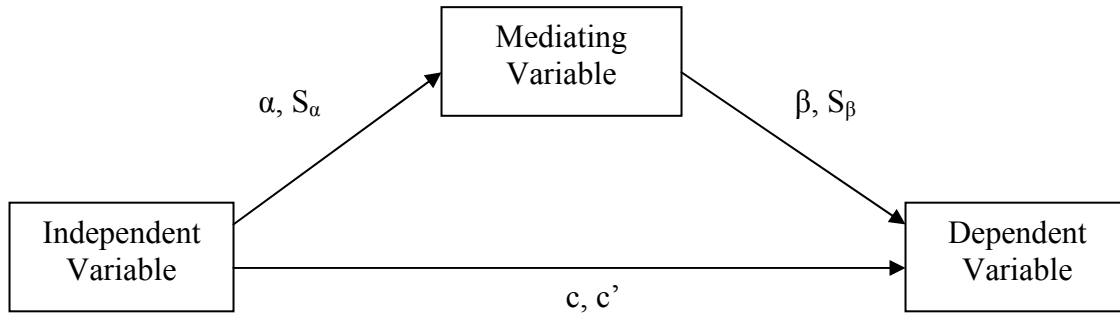 Mediating
Variable
α, Sα
β, Sβ
Independent
Variable
Dependent
Variable
c, c’